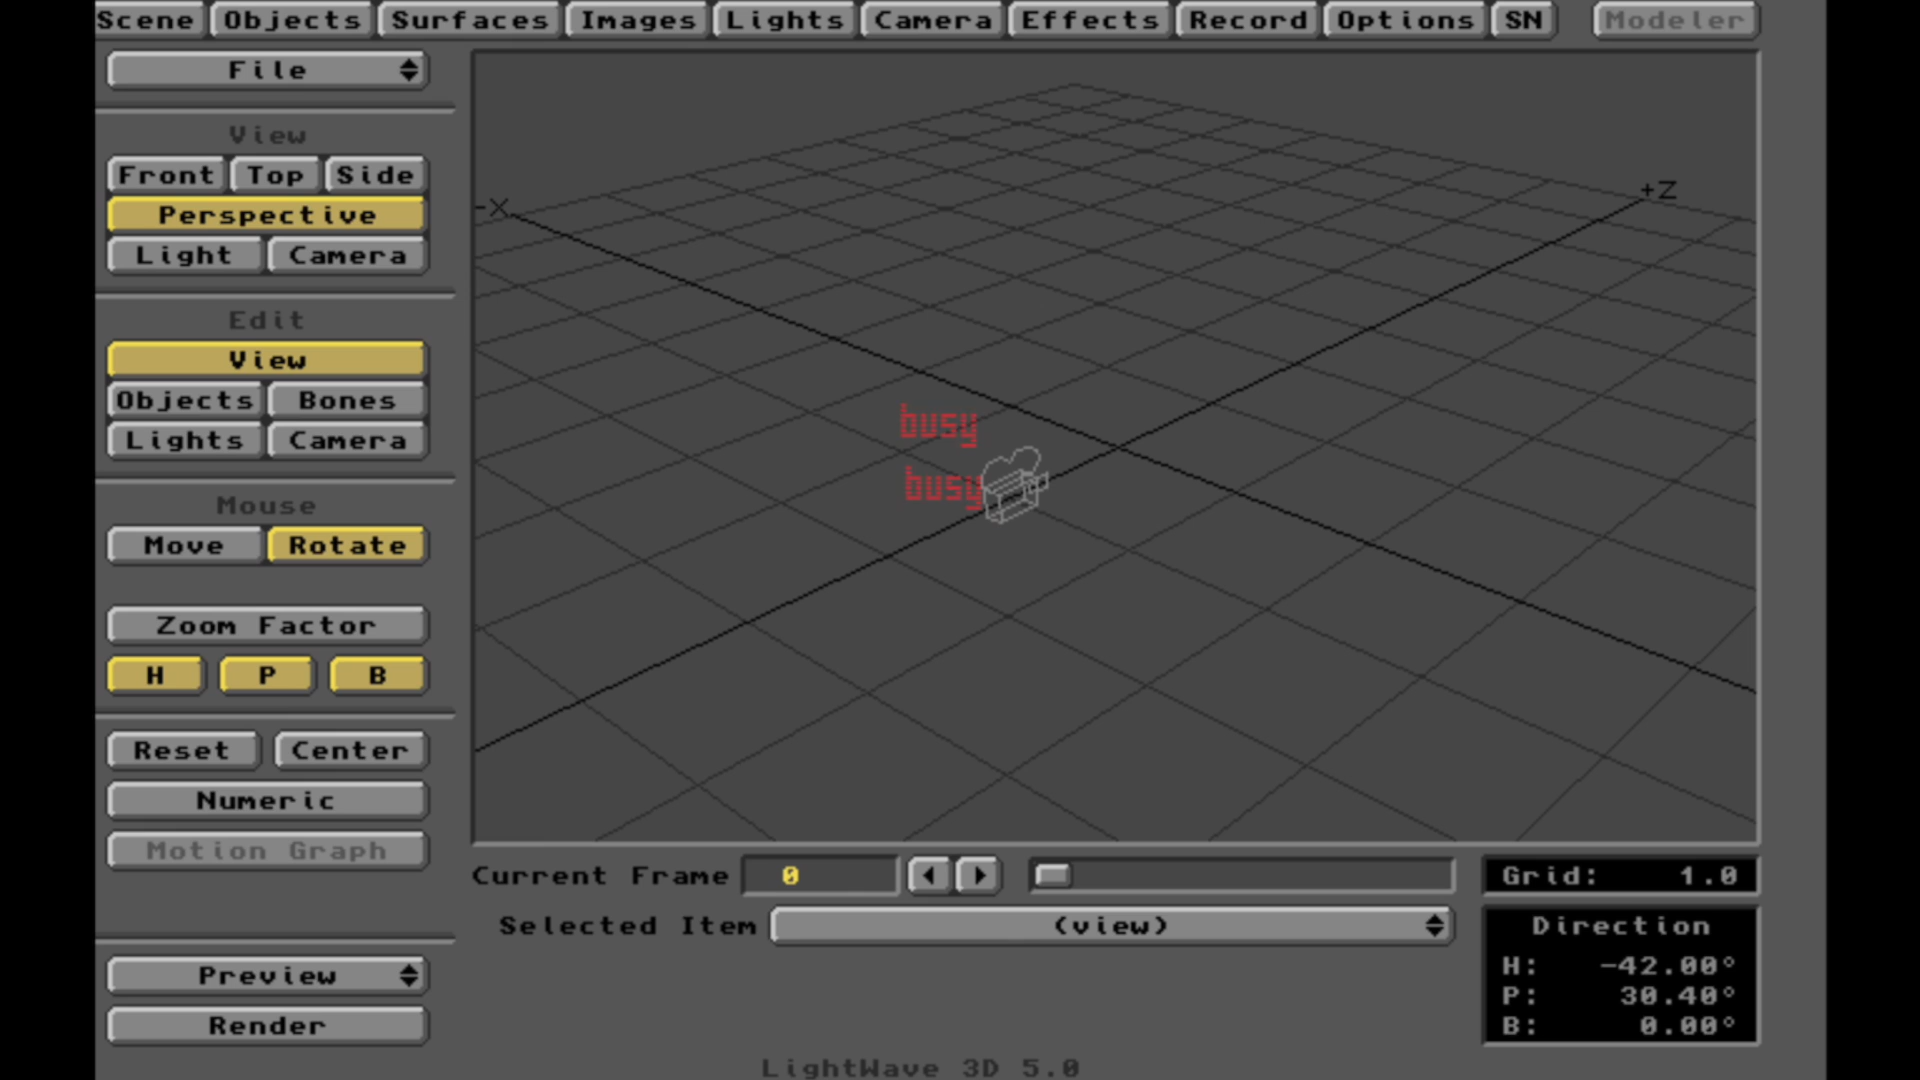 Scene Objects Surfaces Images Lights Camera Effects Record Options SN Modeler
File
View
Front Top Side
Perspective
Light Camera
Edit
View
Objects Bones
Lights Camera
Mouse
Move Rotate
Zoom Factor
H P B
Reset Center
Numeric
Motion Graph
Preview
Render
-X
+Z
busy
busy
Current Frame 0
Selected Item (view)
Grid: 1.0
Direction
H: -42.00°
P: 30.40°
B: 0.00°
LightWave 3D 5.0